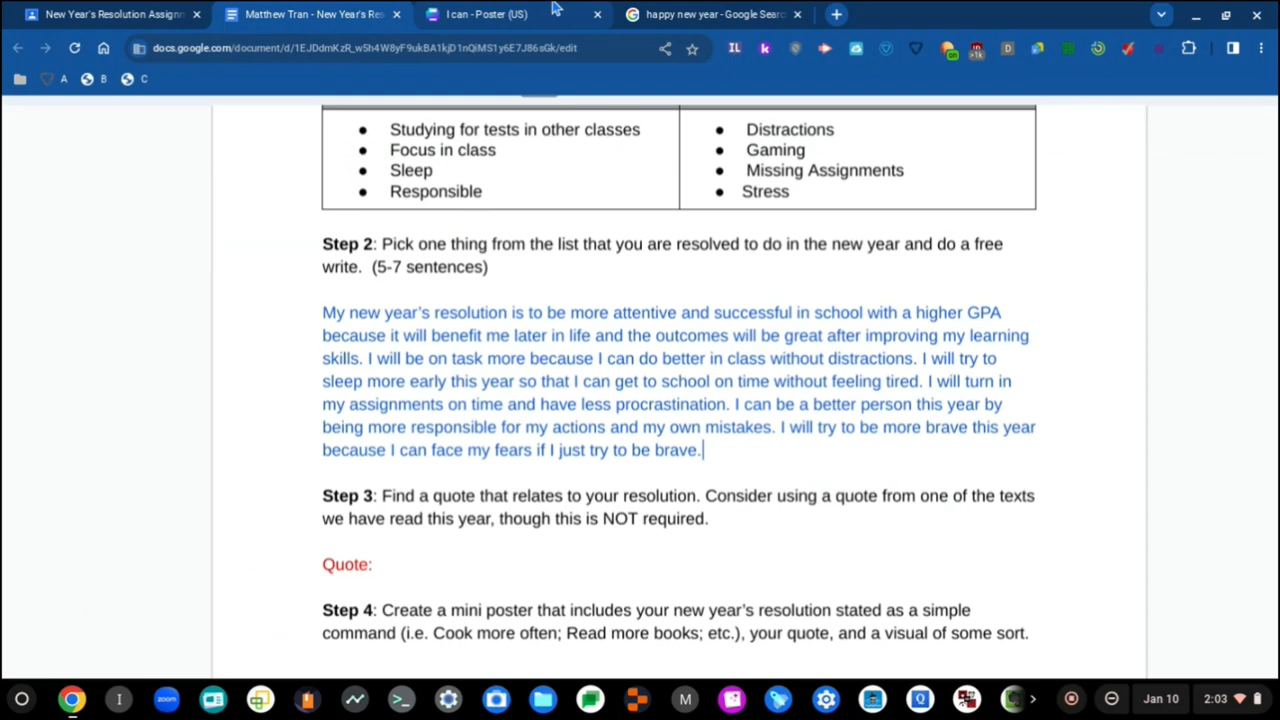 New Year's Resolution Assignm
Matthew Tran - New Year's Res
I can - Poster (US)
happy new year - Google Searc
docs.google.com/document/d/1EJDdmKzR_wSh4W8yF9ukBA1kjD1nQiMS1y6E7J86sGk/edit
A
B
C
Studying for tests in other classes
Focus in class
Sleep
Responsible
Distractions
Gaming
Missing Assignments
Stress
Step 2: Pick one thing from the list that you are resolved to do in the new year and do a free
write. (5-7 sentences)
My new year's resolution is to be more attentive and successful in school with a higher GPA
because it will benefit me later in life and the outcomes will be great after improving my learning
skills. I will be on task more because I can do better in class without distractions. I will try to
sleep more early this year so that I can get to school on time without feeling tired. I will turn in
my assignments on time and have less procrastination. I can be a better person this year by
being more responsible for my actions and my own mistakes. I will try to be more brave this year
because I can face my fears if I just try to be brave.
Step 3: Find a quote that relates to your resolution. Consider using a quote from one of the texts
we have read this year, though this is NOT required.
Quote:
Step 4: Create a mini poster that includes your new year's resolution stated as a simple
command (i.e. Cook more often; Read more books; etc.), your quote, and a visual of some sort.
zoom
Jan 10
2:03